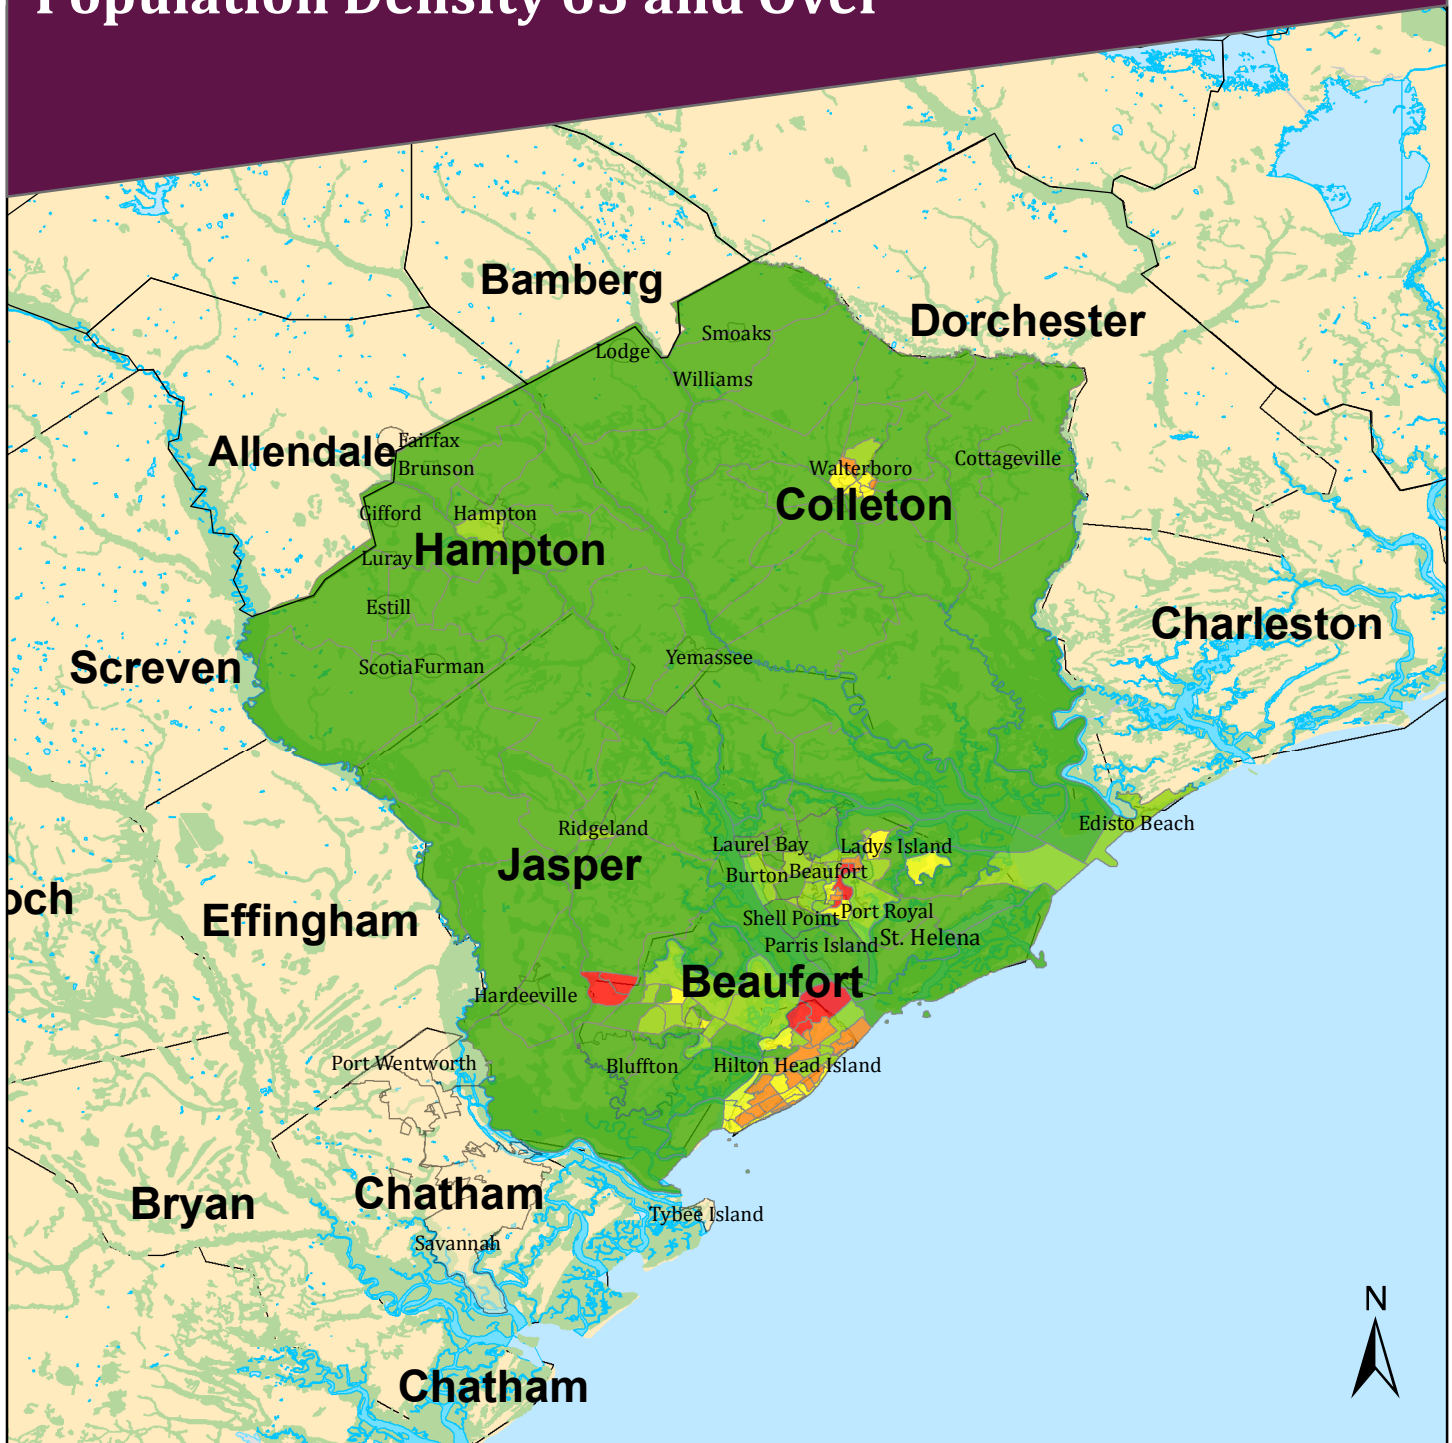 Population Density 65 and Over
Bamberg
Dorchester
Smoaks
Lodge
Williams
Allendale
Fairfax
Brunson
Walterboro
Cottageville
Colleton
Gifford
Hampton
Hampton
Luray
Estill
Charleston
Screven
Scotia
Furman
Yemassee
Edisto Beach
Ridgeland
Laurel Bay
Ladys Island
Jasper
Burton
Beaufort
och
Effingham
Shell Point
Port Royal
Parris Island
St. Helena
Beaufort
Hardeeville
Port Wentworth
Bluffton
Hilton Head Island
Chatham
Bryan
Tybee Island
Savannah
N
Chatham